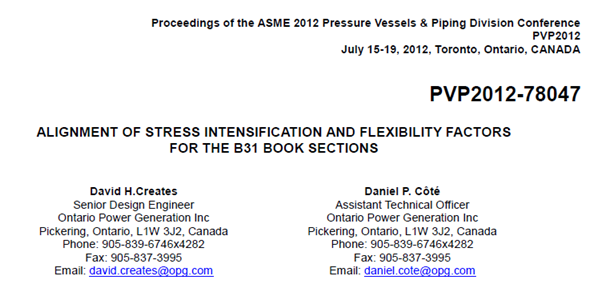 Proceedings of the ASME 2012 Pressure Vessels & Piping Division Conference
PVP2012
July 15-19, 2012, Toronto, Ontario, CANADA
PVP2012-78047
ALIGNMENT OF STRESS INTENSIFICATION AND FLEXIBILITY FACTORS
FOR THE B31 BOOK SECTIONS
David H.Creates
Senior Design Engineer
Ontario Power Generation Inc
Pickering, Ontario, L1W 3J2, Canada
Phone: 905-839-6746x4282
Fax: 905-837-3995
Email: david.creates@opg.com
Daniel P. Côté
Assistant Technical Officer
Ontario Power Generation Inc
Pickering, Ontario, L1W 3J2, Canada
Phone: 905-839-6746x4282
Fax: 905-837-3995
Email: daniel.cote@opg.com